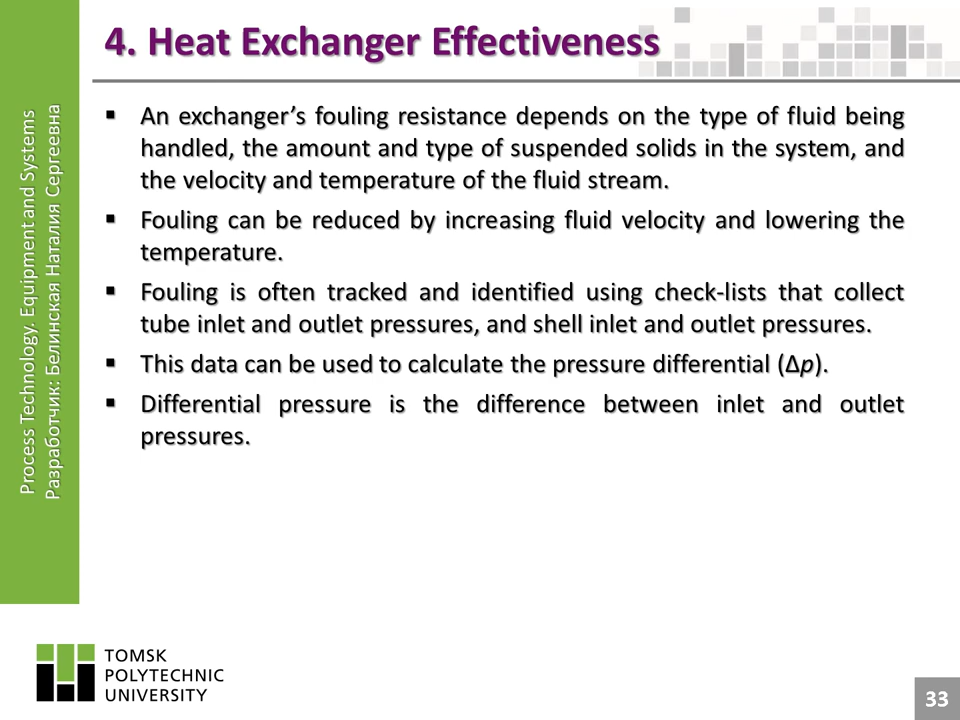 4. Heat Exchanger Effectiveness
▪ An exchanger’s fouling resistance depends on the type of fluid being
handled, the amount and type of suspended solids in the system, and
the velocity and temperature of the fluid stream.
▪ Fouling can be reduced by increasing fluid velocity and lowering the
temperature.
▪ Fouling is often tracked and identified using check-lists that collect
tube inlet and outlet pressures, and shell inlet and outlet pressures.
▪ This data can be used to calculate the pressure differential (Δp).
▪ Differential pressure is the difference between inlet and outlet
pressures.
Process Technology. Equipment and Systems
Разработчик: Белинская Наталия Сергеевна
TOMSK
POLYTECHNIC
UNIVERSITY
33